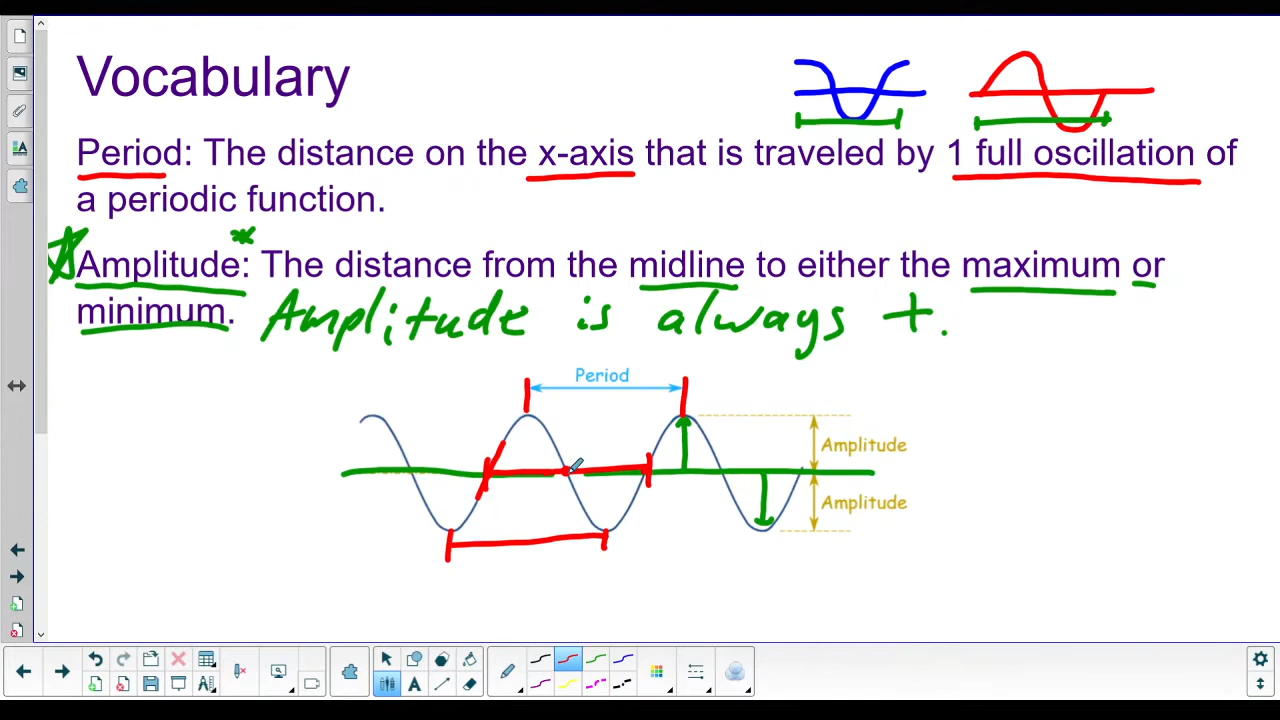 Vocabulary
Period: The distance on the x-axis that is traveled by 1 full oscillation of
a periodic function.
Amplitude*: The distance from the midline to either the maximum or
minimum. Amplitude is always +.
Period
Amplitude
Amplitude